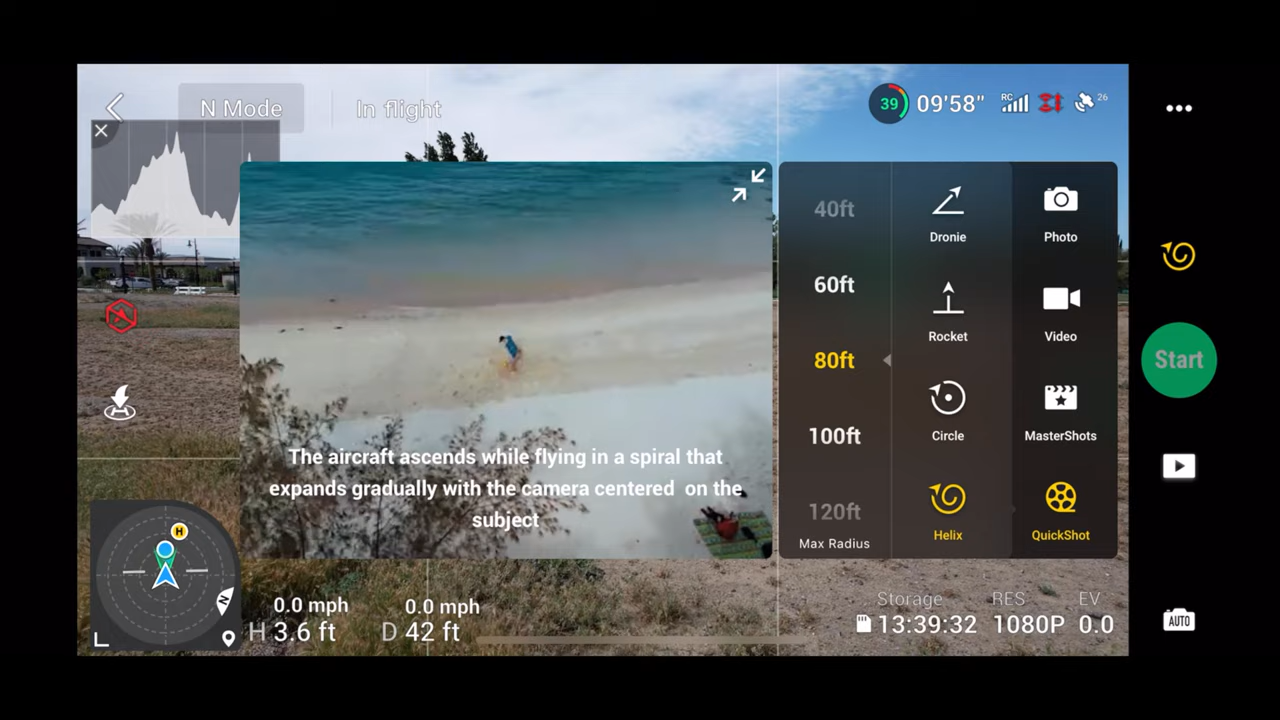 N Mode
In flight
39
09'58"
RC
26
40ft
60ft
80ft
100ft
120ft
Max Radius
Dronie
Rocket
Circle
Helix
Photo
Video
MasterShots
QuickShot
The aircraft ascends while flying in a spiral that
expands gradually with the camera centered on the
subject
Start
AUTO
H
N
0.0 mph
0.0 mph
H 3.6 ft
D 42 ft
Storage
RES
EV
13:39:32
1080P
0.0